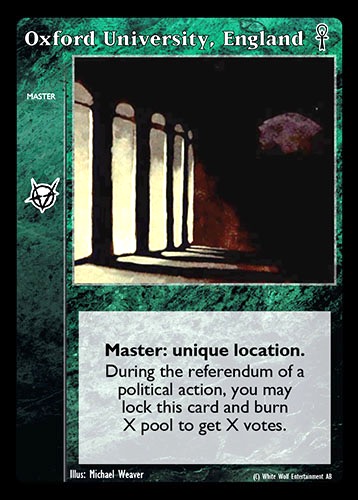 Oxford University, England
MASTER
Master: unique location.
During the referendum of a
political action, you may
lock this card and burn
X pool to get X votes.
Illus: Michael Weaver
(C) White Wolf Entertainment AB